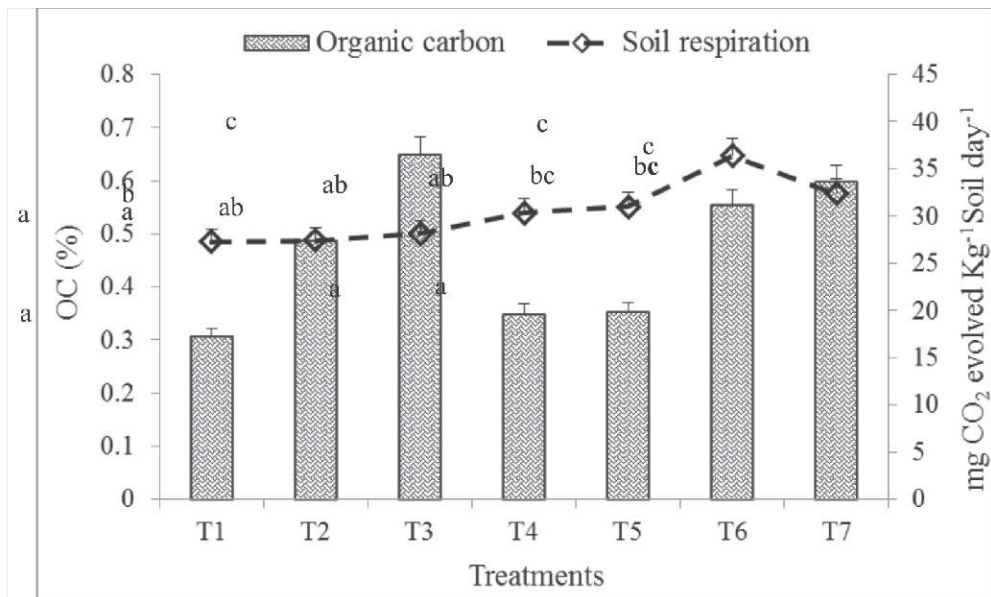 Organic carbon Soil respiration
OC (%)
0.8
0.7
0.6
0.5
0.4
0.3
0.2
0.1
0
45
40
35
30
25
20
15
10
5
0
mg CO₂ evolved Kg⁻¹Soil day⁻¹
c
c
c
bc
bc
ab
ab
ab
b
a
a
a
a
a
T1 T2 T3 T4 T5 T6 T7
Treatments